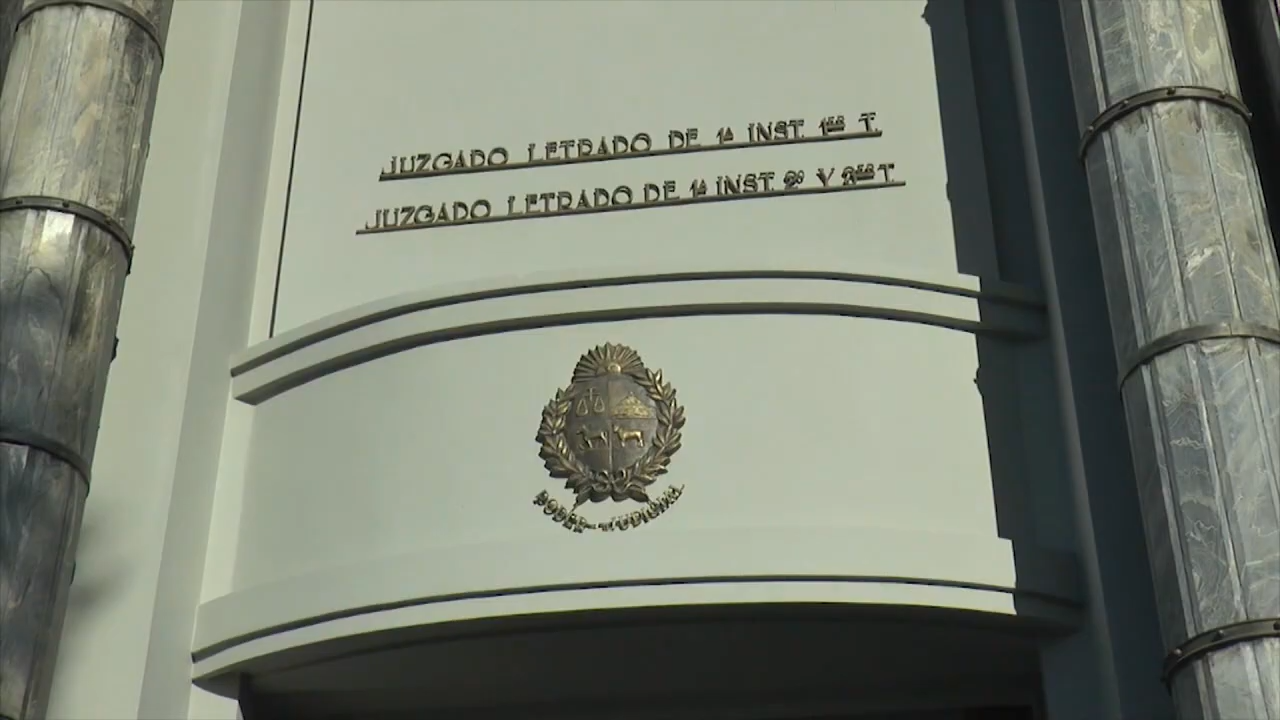 JUZGADO LETRADO DE 1ª INST. 1ER T.
JUZGADO LETRADO DE 1ª INST. 2º Y 3ER T.
PODER JUDICIAL